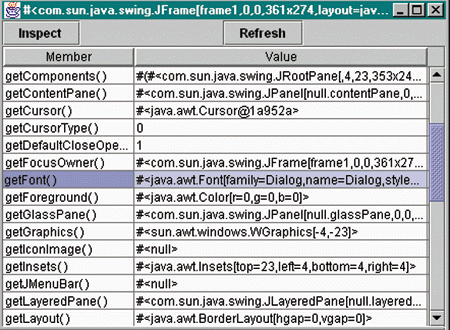 #<com.sun.java.swing.JFrame[frame1,0,0,361x274,layout=jav...
Inspect Refresh
Member Value
getComponents() #(#<com.sun.java.swing.JRootPane[,4,23,353x24...
getContentPane() #<com.sun.java.swing.JPanel[null.contentPane,0,...
getCursor() #<java.awt.Cursor@1a952a>
getCursorType() 0
getDefaultCloseOpe... 1
getFocusOwner() #<com.sun.java.swing.JFrame[frame1,0,0,361x27...
getFont() #<java.awt.Font[family=Dialog,name=Dialog,style...
getForeground() #<java.awt.Color[r=0,g=0,b=0]>
getGlassPane() #<com.sun.java.swing.JPanel[null.glassPane,0,0,...
getGraphics() #<sun.awt.windows.WGraphics[-4,-23]>
getIconImage() #<null>
getInsets() #<java.awt.Insets[top=23,left=4,bottom=4,right=4]>
getJMenuBar() #<null>
getLayeredPane() #<com.sun.java.swing.JLayeredPane[null.layered...
getLayout() #<java.awt.BorderLayout[hgap=0,vgap=0]>